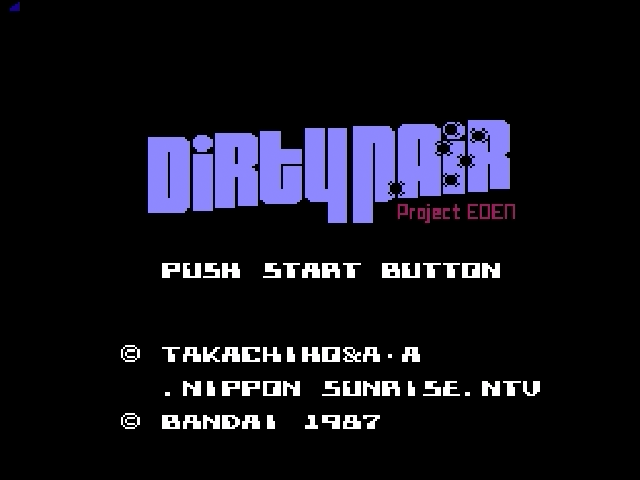 DiRtypAiR
Project EDEN
PUSH START BUTTON
© TAKACHIHO&A·A
.NIPPON SUNRISE.NTV
© BANDAI 1987